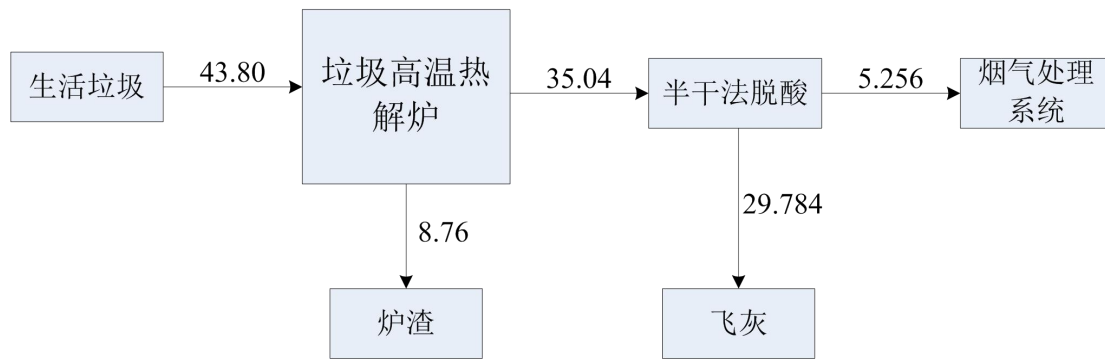 生活垃圾
43.80
垃圾高温热
解炉
35.04
半干法脱酸
5.256
烟气处理
系统
8.76
29.784
炉渣
飞灰